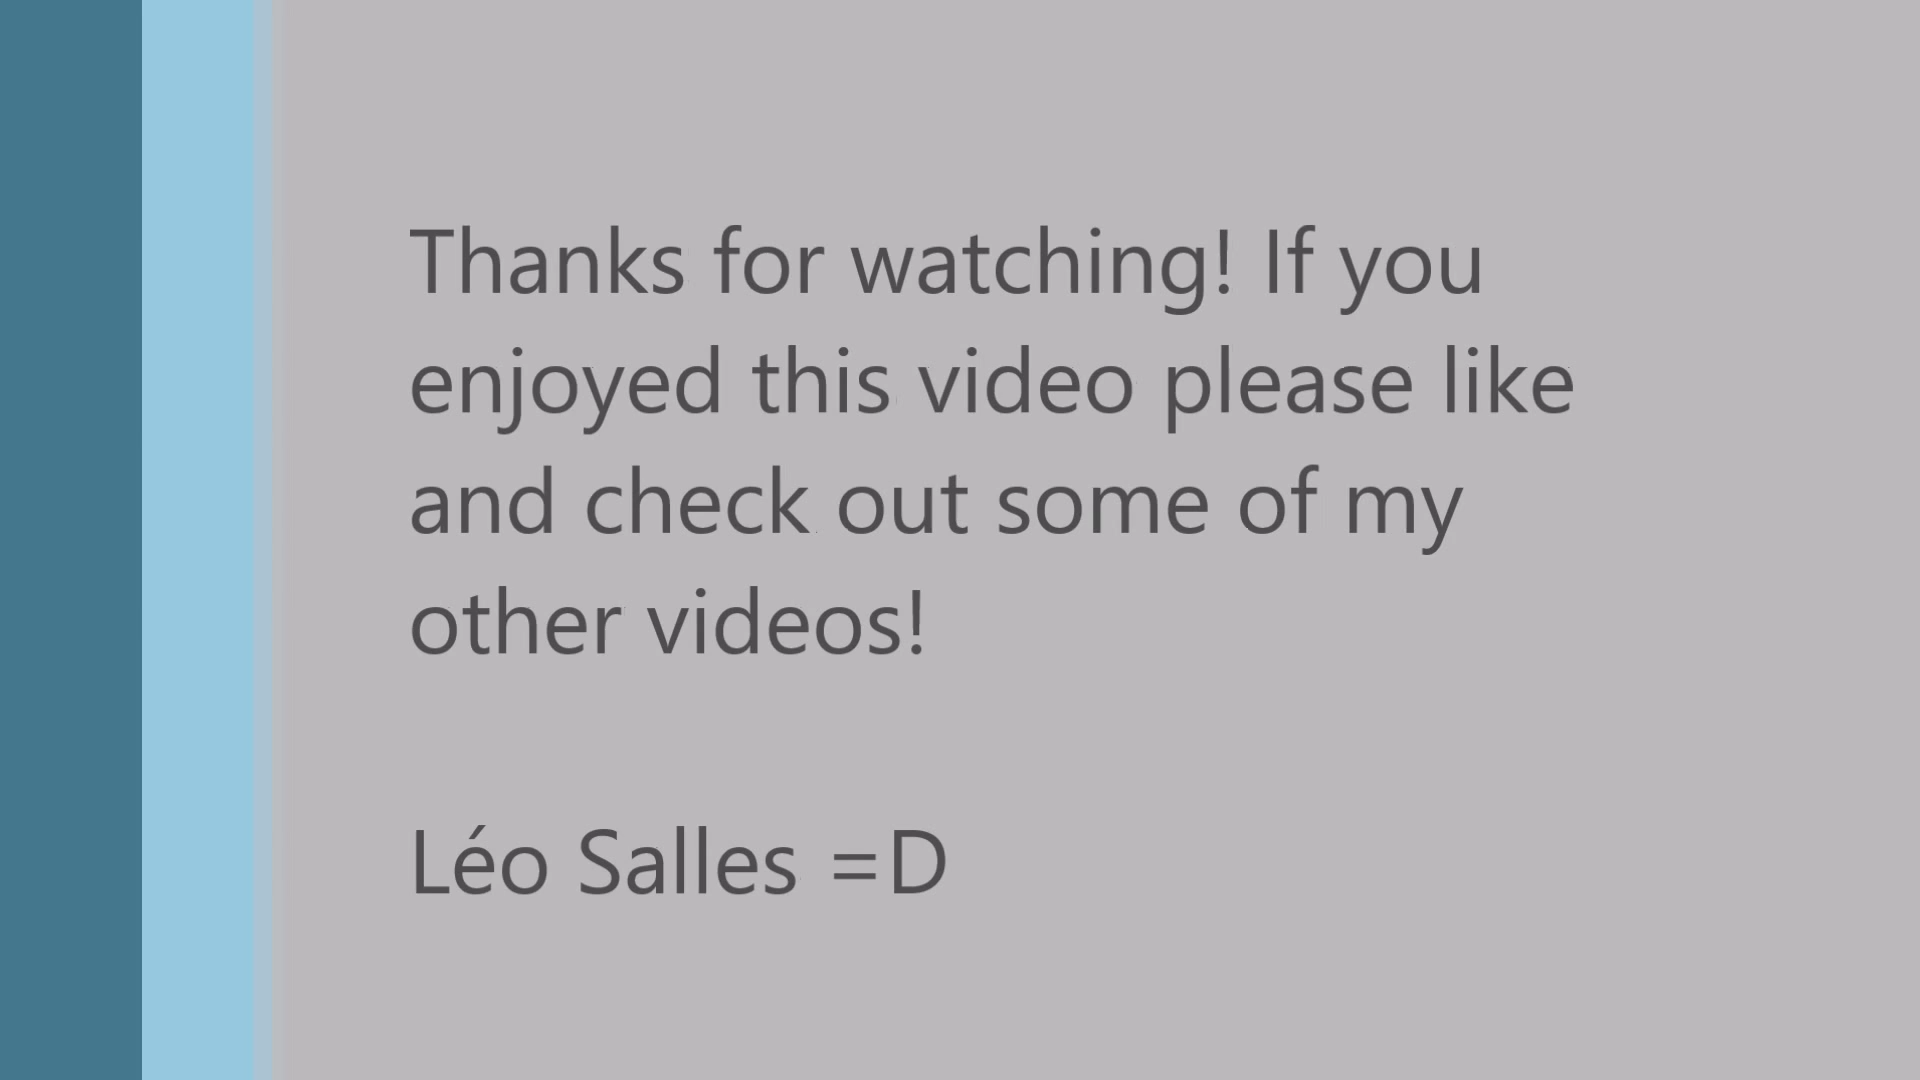 Thanks for watching! If you
enjoyed this video please like
and check out some of my
other videos!
Léo Salles =D